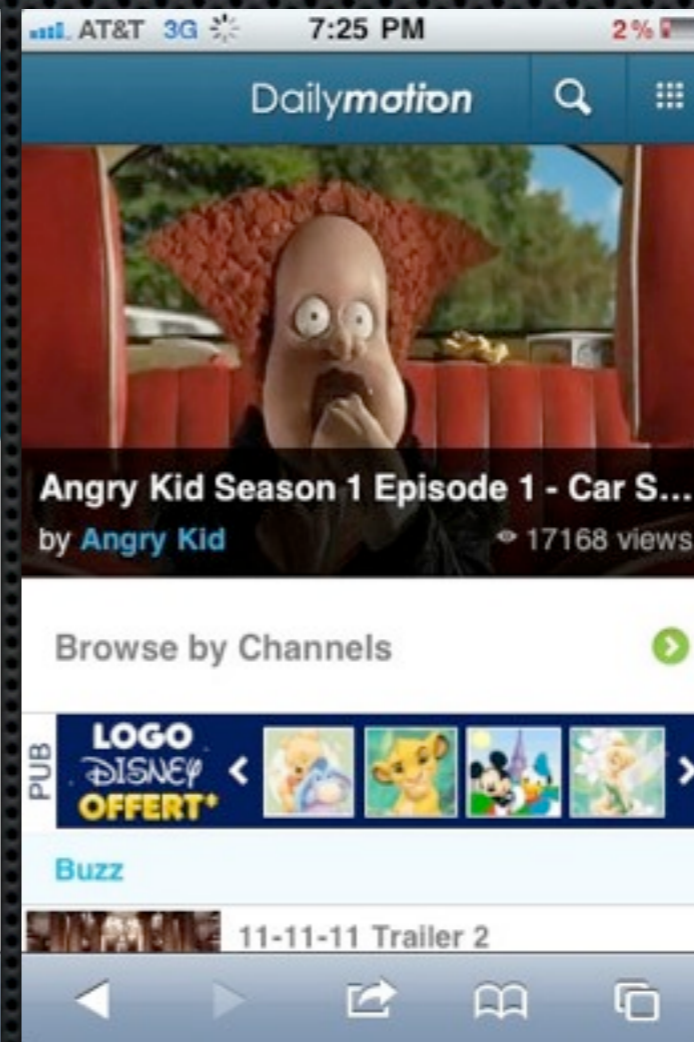 AT&T 3G 7:25 PM 2%
Dailymotion
Angry Kid Season 1 Episode 1 - Car S...
by Angry Kid 17168 views
Browse by Channels
PUB
LOGO
DISNEY
OFFERT*
Buzz
11-11-11 Trailer 2